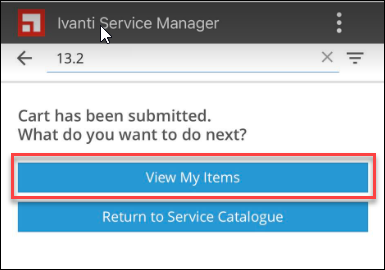 Ivanti Service Manager
13.2
Cart has been submitted.
What do you want to do next?
View My Items
Return to Service Catalogue